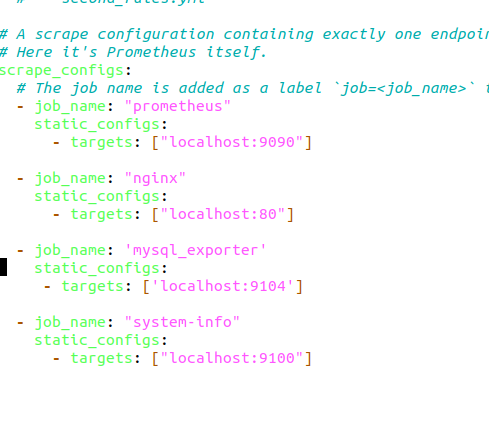 # A scrape configuration containing exactly one endpoin
# Here it's Prometheus itself.
scrape_configs:
  # The job name is added as a label `job=<job_name>` t
  - job_name: "prometheus"
    static_configs:
      - targets: ["localhost:9090"]

  - job_name: "nginx"
    static_configs:
      - targets: ["localhost:80"]

  - job_name: 'mysql_exporter'
    static_configs:
     - targets: ['localhost:9104']

  - job_name: "system-info"
    static_configs:
      - targets: ["localhost:9100"]